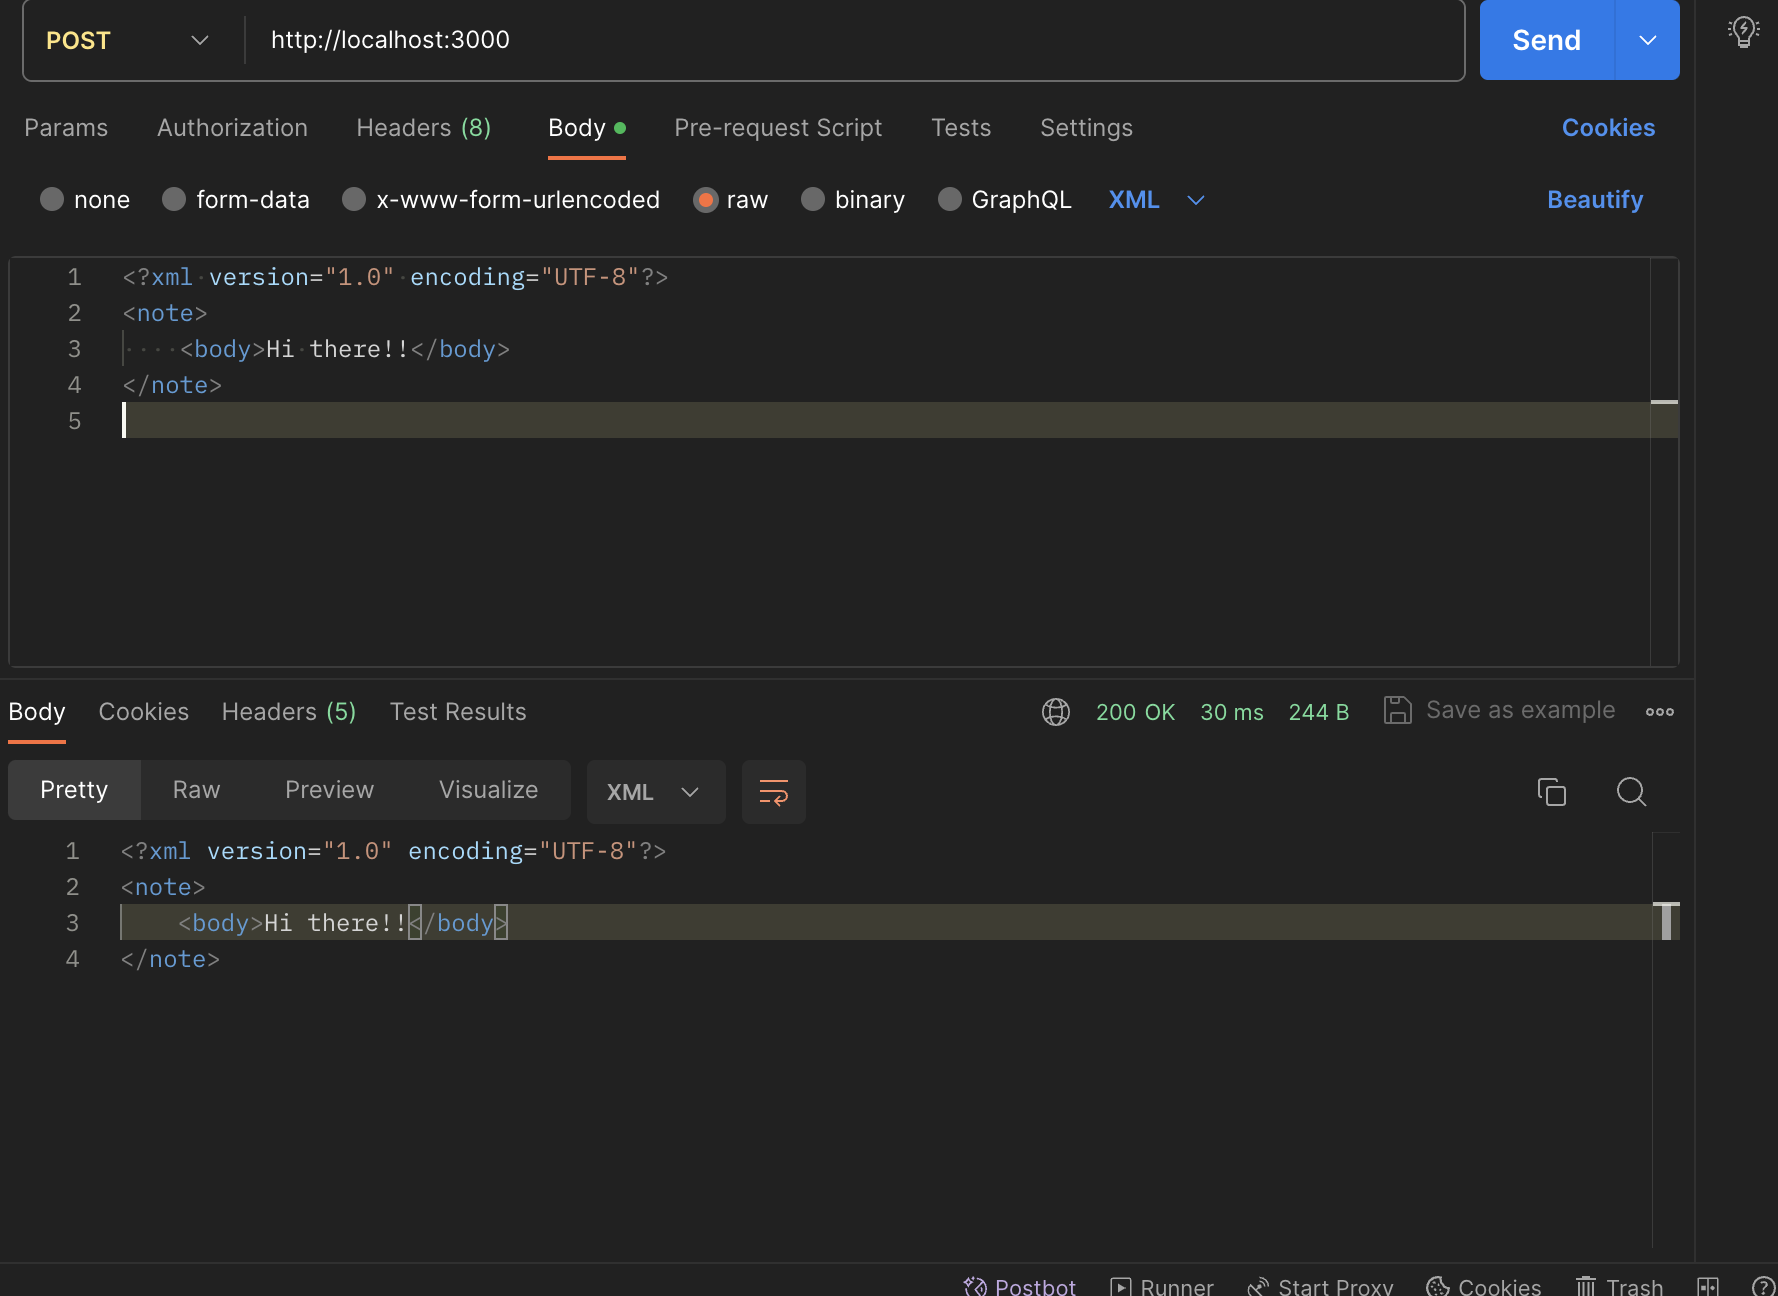 POST http://localhost:3000 Send
Params Authorization Headers (8) Body Pre-request Script Tests Settings Cookies
none form-data x-www-form-urlencoded raw binary GraphQL XML Beautify
1 <?xml version="1.0" encoding="UTF-8"?>
2 <note>
3 <body>Hi there!!</body>
4 </note>
5
Body Cookies Headers (5) Test Results 200 OK 30 ms 244 B Save as example
Pretty Raw Preview Visualize XML
1 <?xml version="1.0" encoding="UTF-8"?>
2 <note>
3 <body>Hi there!!</body>
4 </note>
Postbot Runner Start Proxy Cookies Trash